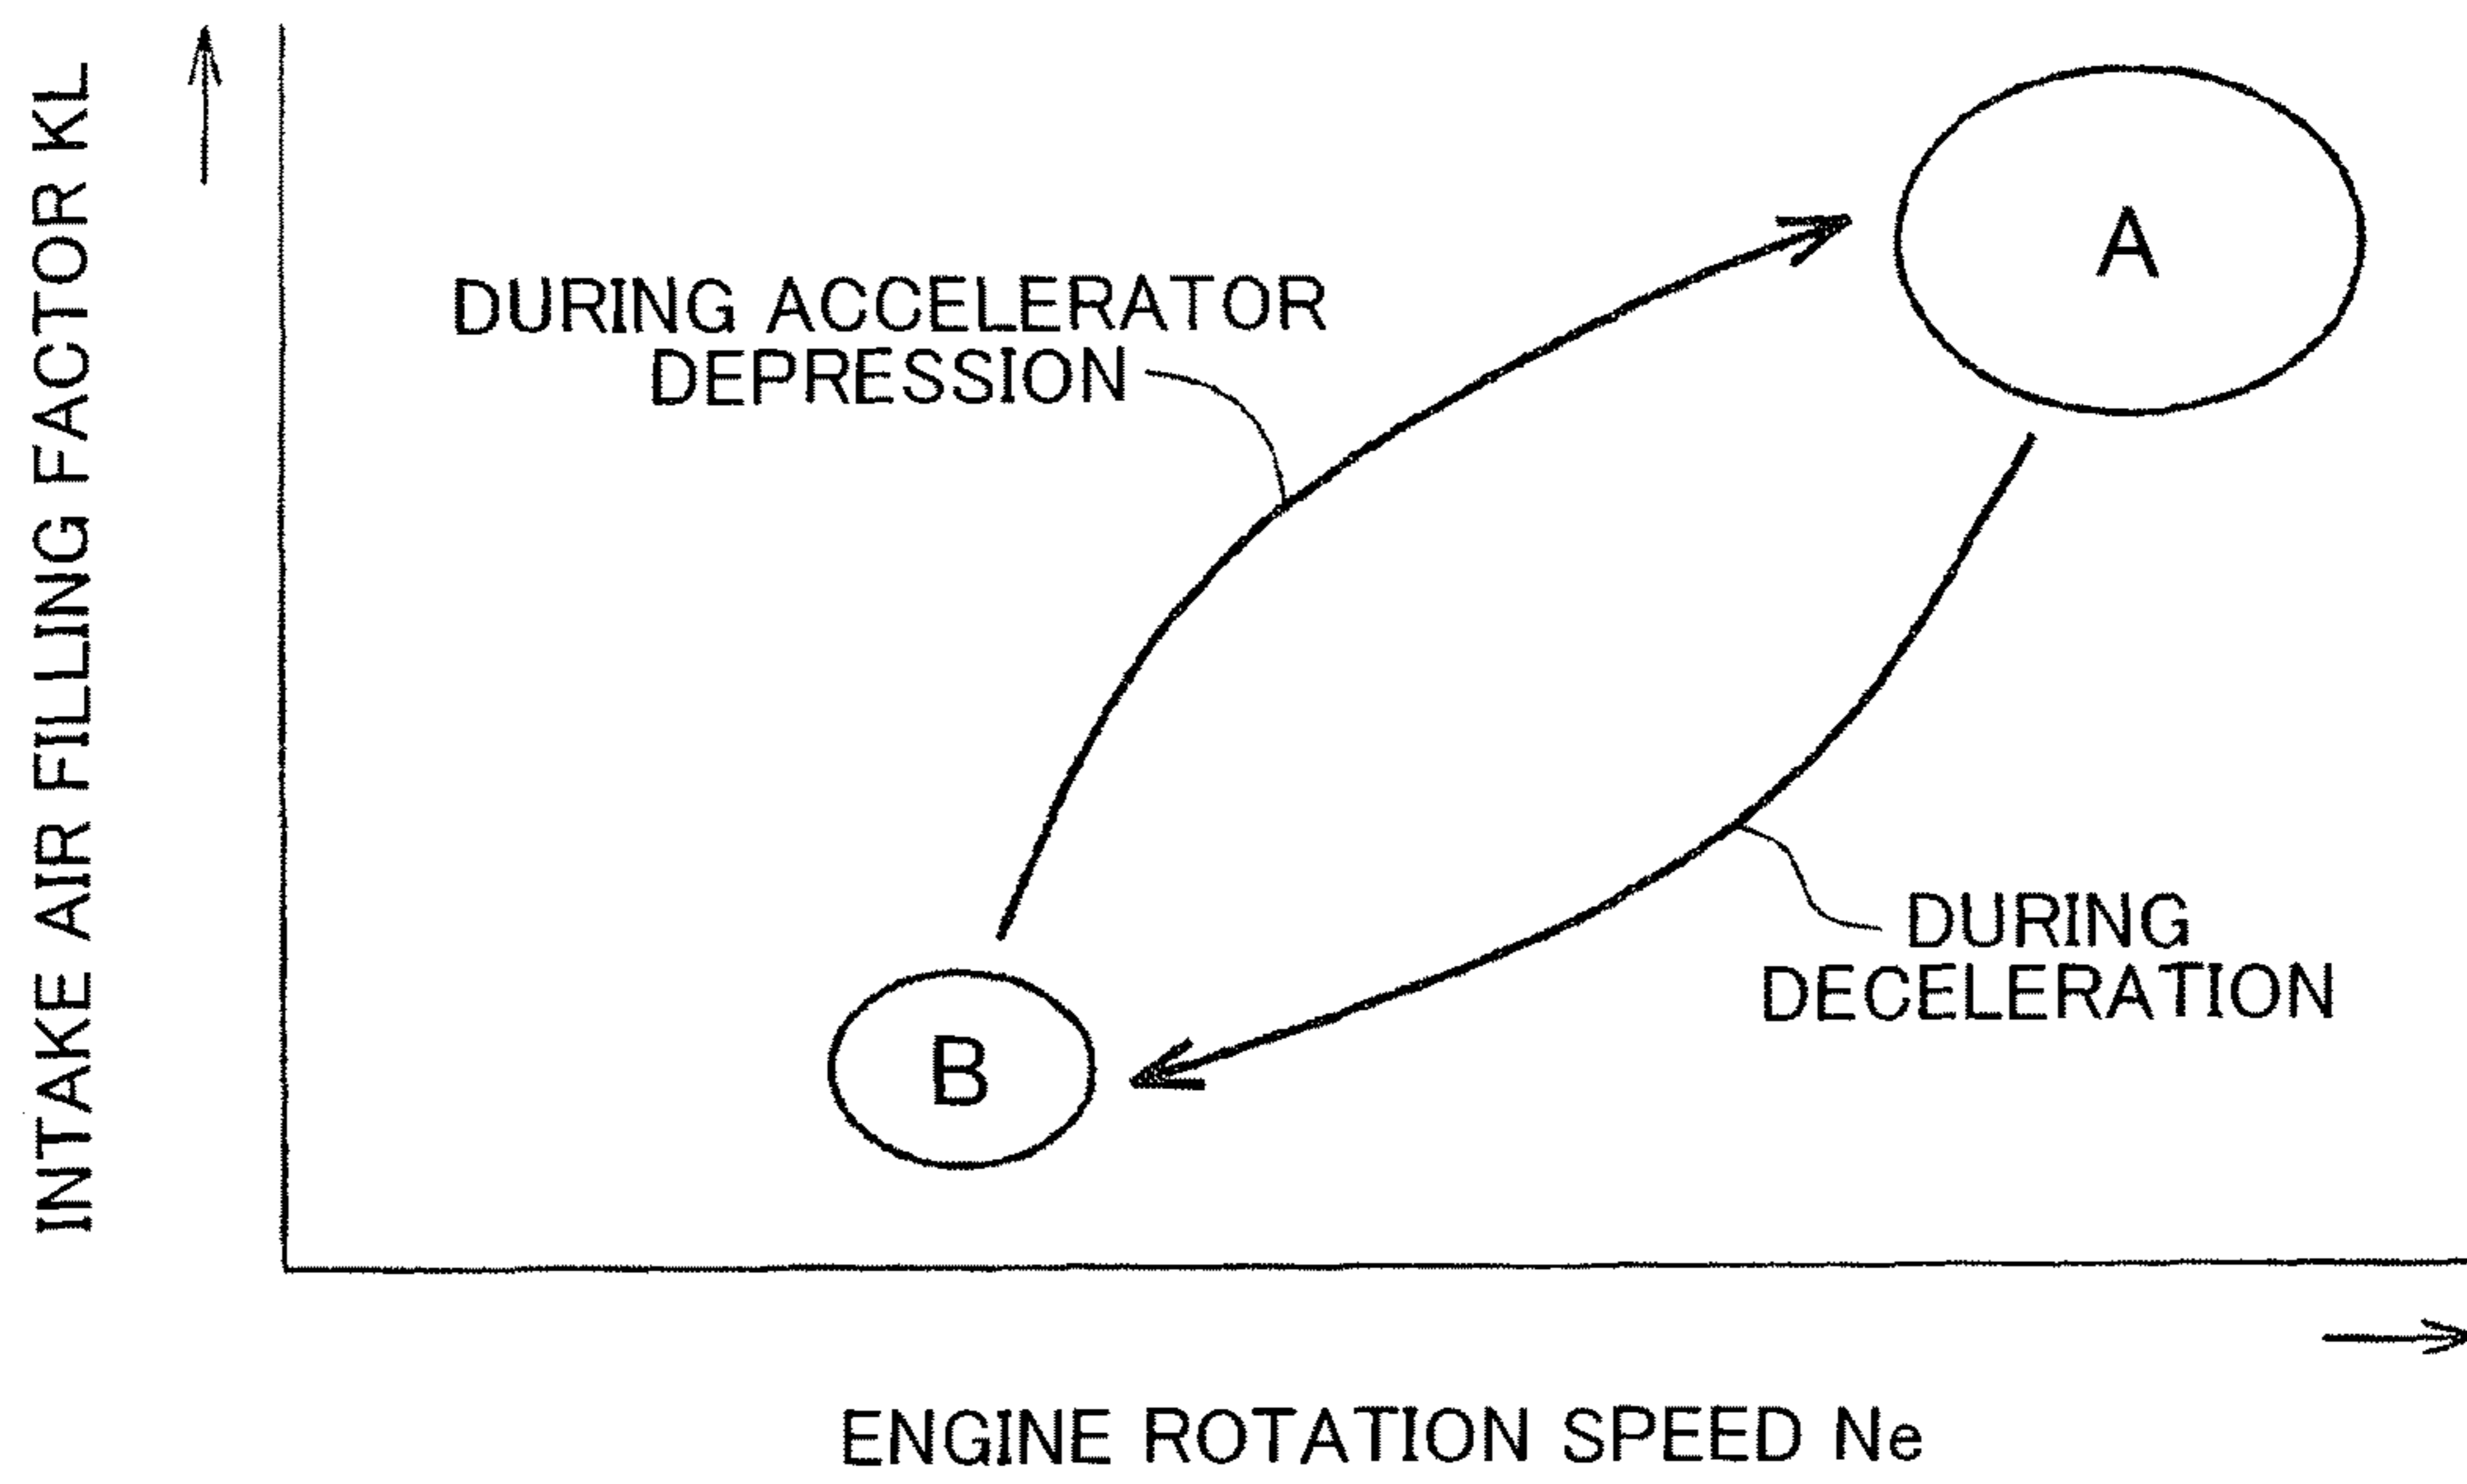 INTAKE AIR FILLING FACTOR KL
DURING ACCELERATOR
DEPRESSION
A
B
DURING
DECELERATION
ENGINE ROTATION SPEED Ne